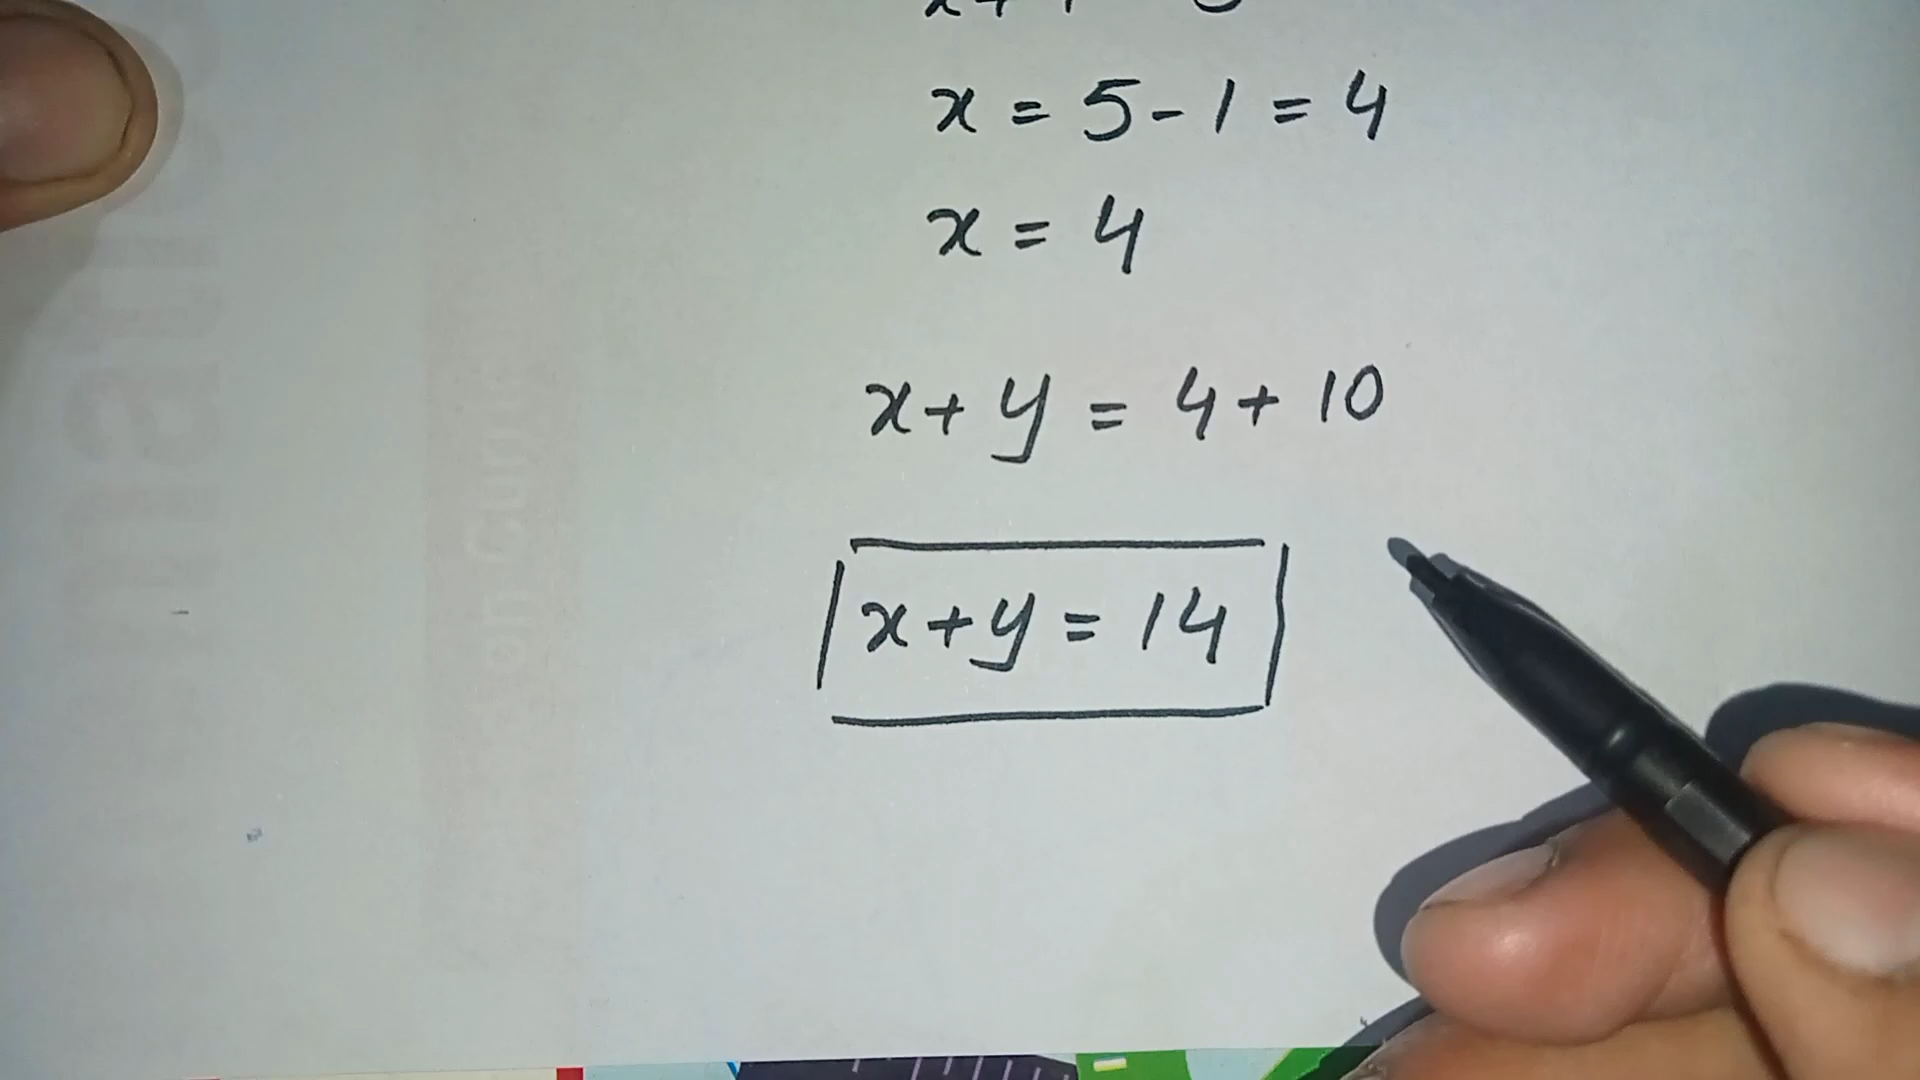 x = 5 - 1 = 4
x = 4
x + y = 4 + 10
x + y = 14